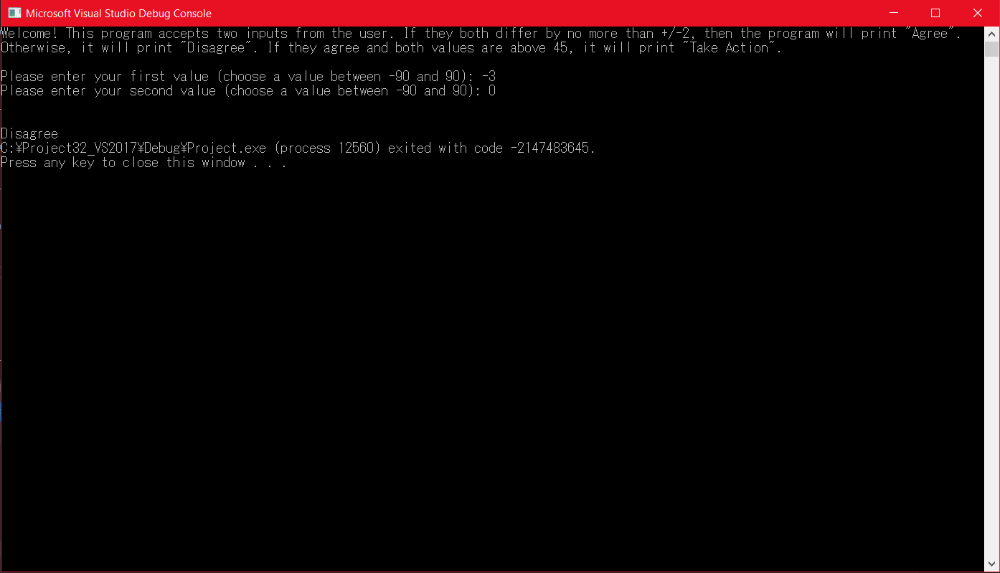 Microsoft Visual Studio Debug Console
Welcome! This program accepts two inputs from the user. If they both differ by no more than +/-2, then the program will print "Agree".
Otherwise, it will print "Disagree". If they agree and both values are above 45, it will print "Take Action".
Please enter your first value (choose a value between -90 and 90): -3
Please enter your second value (choose a value between -90 and 90): 0
Disagree
C:¥Project32_VS2017¥Debug¥Project.exe (process 12560) exited with code -2147483645.
Press any key to close this window . . .